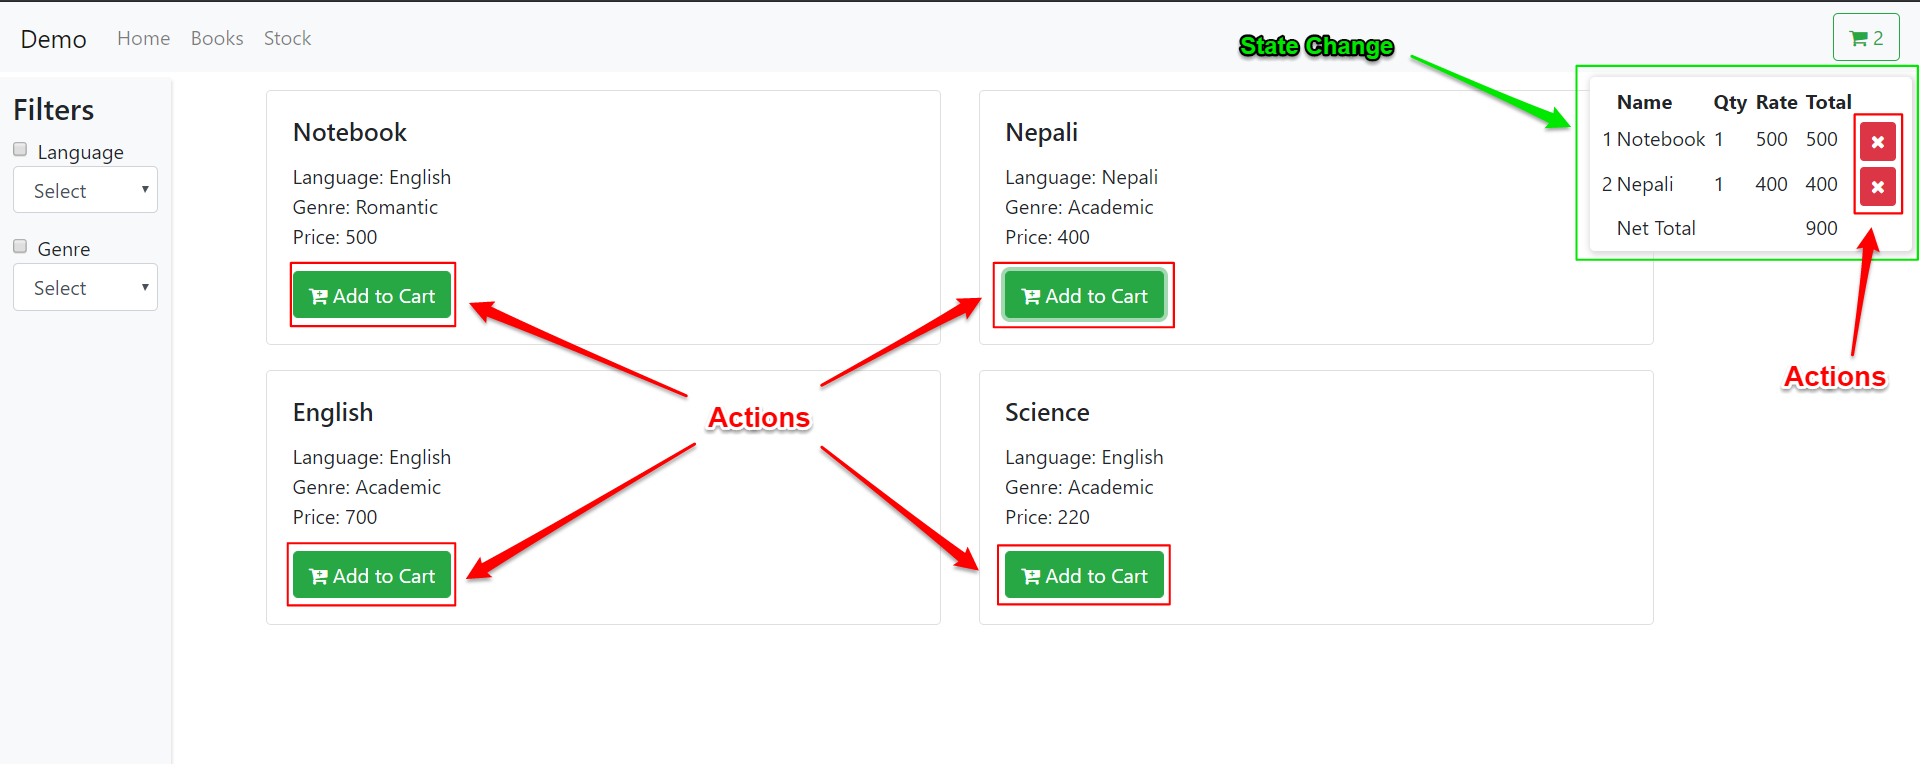 Demo Home Books Stock
2
State Change
Filters
Language
Select
Genre
Select
Notebook
Language: English
Genre: Romantic
Price: 500
Add to Cart
Nepali
Language: Nepali
Genre: Academic
Price: 400
Add to Cart
Name Qty Rate Total
1 Notebook 1 500 500
2 Nepali 1 400 400
Net Total 900
Actions
Actions
English
Language: English
Genre: Academic
Price: 700
Add to Cart
Science
Language: English
Genre: Academic
Price: 220
Add to Cart